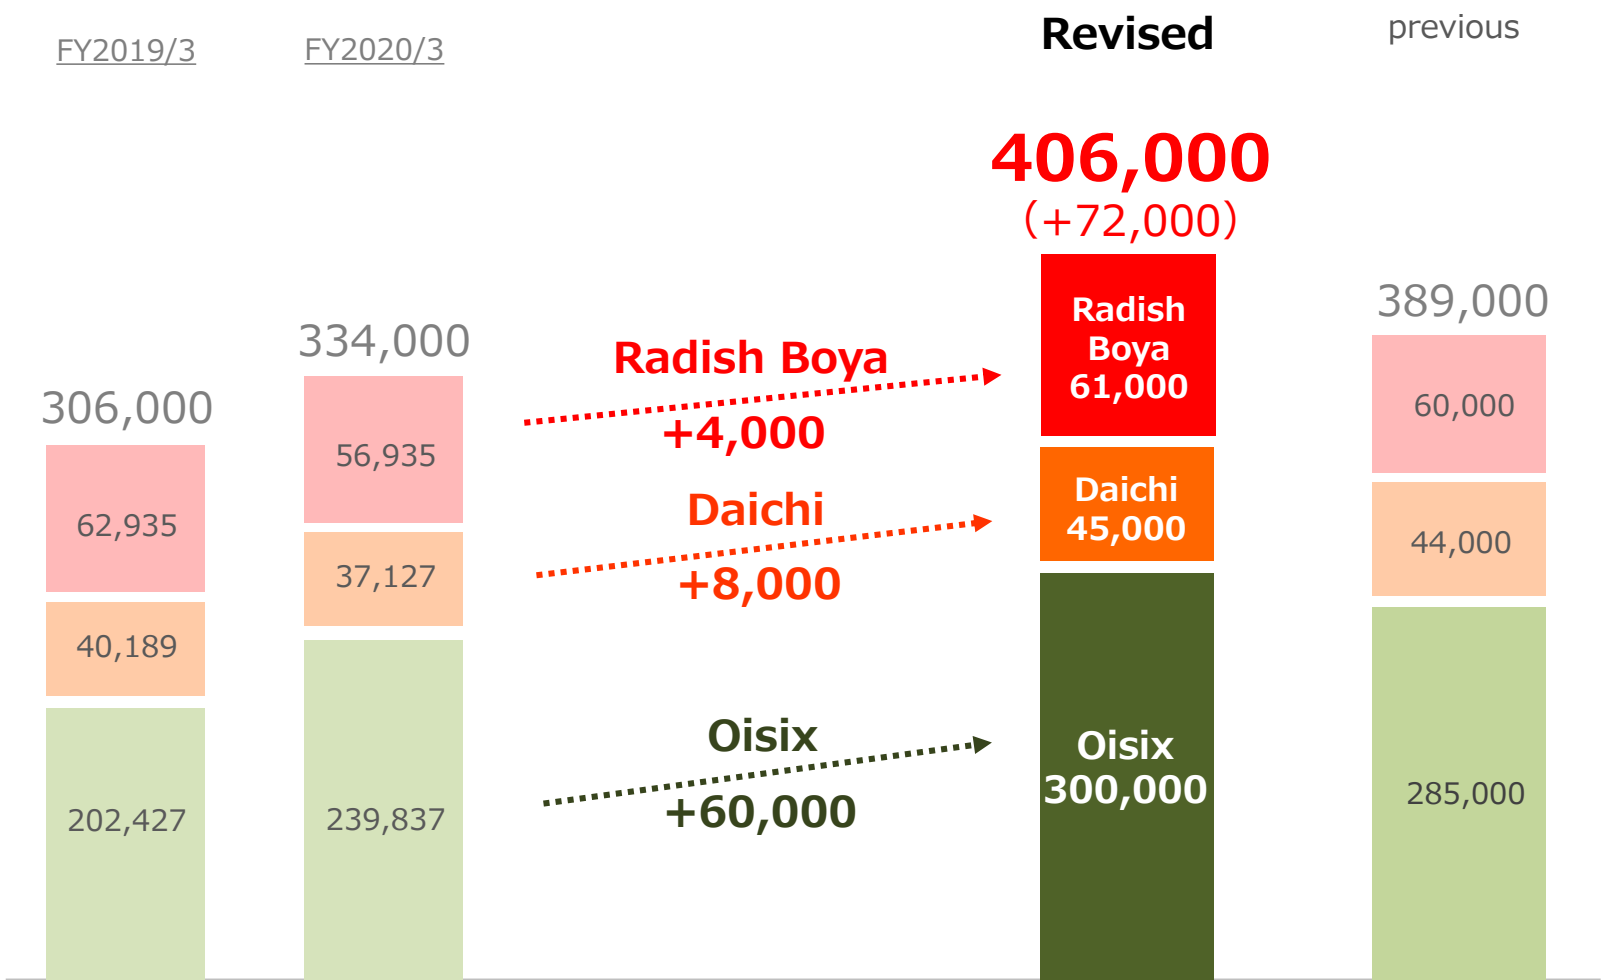 FY2019/3
306,000
62,935
40,189
202,427
FY2020/3
334,000
56,935
37,127
239,837
Radish Boya
+4,000
Daichi
+8,000
Oisix
+60,000
Revised
406,000
（+72,000）
Radish
Boya
61,000
Daichi
45,000
Oisix
300,000
previous
389,000
60,000
44,000
285,000